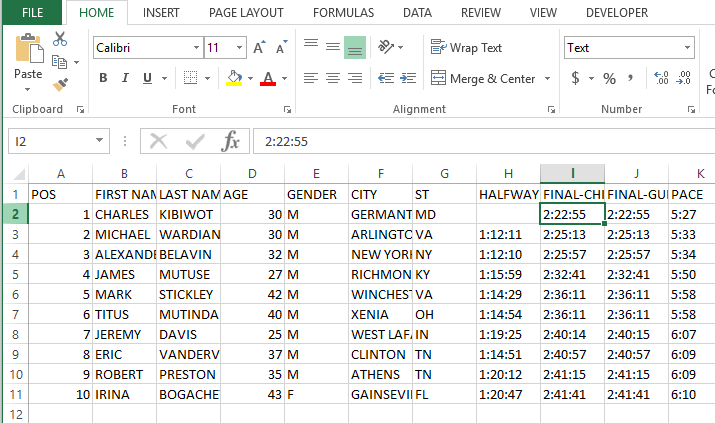 FILE HOME INSERT PAGE LAYOUT FORMULAS DATA REVIEW VIEW DEVELOPER
Calibri 11 A A Wrap Text Text
Paste B I U A Merge & Center $ % , .0 .00
Clipboard Font Alignment Number
I2 fx 2:22:55
A B C D E F G H I J K
1 POS FIRST NAM LAST NAM AGE GENDER CITY ST HALFWAY FINAL-CHI FINAL-GUI PACE
2 1 CHARLES KIBIWOT 30 M GERMANT MD 2:22:55 2:22:55 5:27
3 2 MICHAEL WARDIAN 30 M ARLINGTO VA 1:12:11 2:25:13 2:25:13 5:33
4 3 ALEXAND BELAVIN 32 M NEW YOR NY 1:12:10 2:25:57 2:25:57 5:34
5 4 JAMES MUTUSE 27 M RICHMON KY 1:15:59 2:32:41 2:32:41 5:50
6 5 MARK STICKLEY 42 M WINCHEST VA 1:14:29 2:36:11 2:36:11 5:58
7 6 TITUS MUTINDA 40 M XENIA OH 1:14:54 2:36:11 2:36:11 5:58
8 7 JEREMY DAVIS 25 M WEST LAFA IN 1:19:25 2:40:14 2:40:15 6:07
9 8 ERIC VANDERV 37 M CLINTON TN 1:14:51 2:40:57 2:40:57 6:09
10 9 ROBERT PRESTON 35 M ATHENS TN 1:20:12 2:41:15 2:41:15 6:09
11 10 IRINA BOGACHE 43 F GAINSEVIL FL 1:20:47 2:41:41 2:41:41 6:10
12